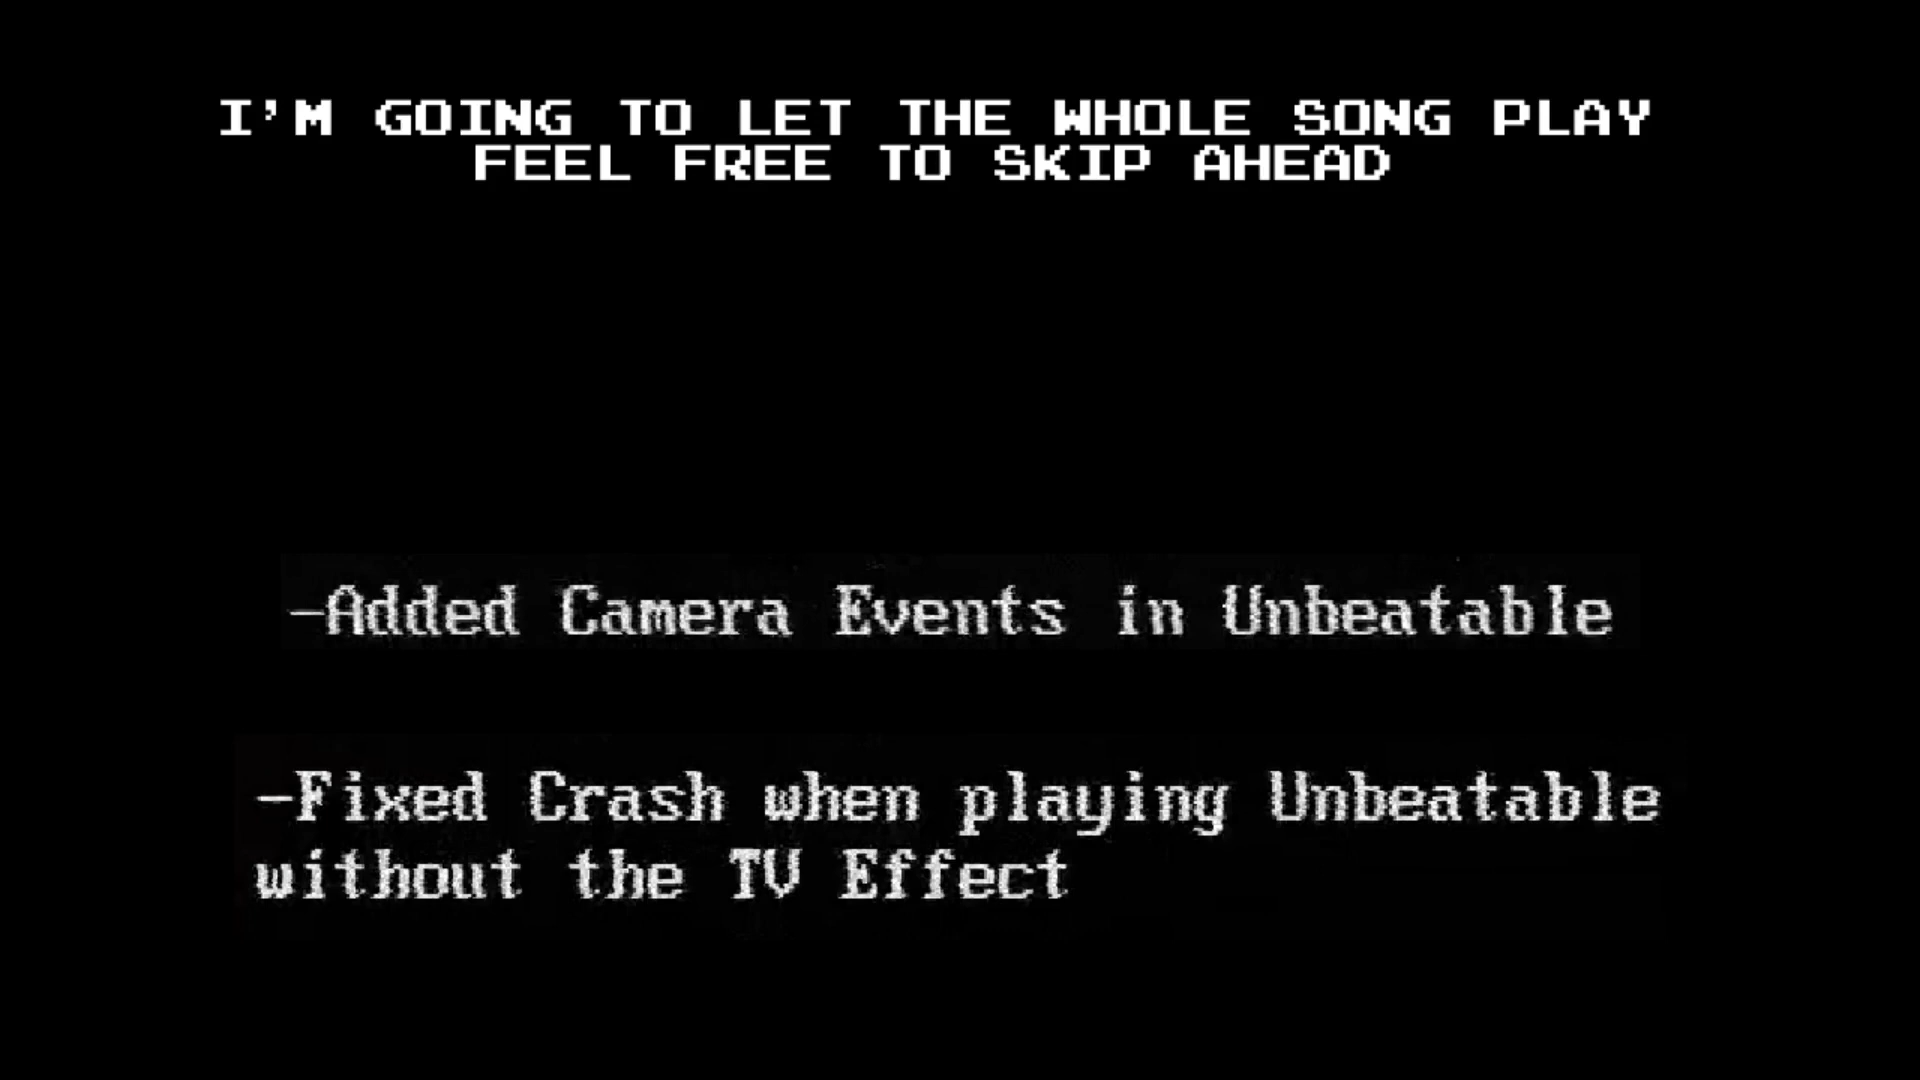 I'M GOING TO LET THE WHOLE SONG PLAY
FEEL FREE TO SKIP AHEAD
-Added Camera Events in Unbeatable
-Fixed Crash when playing Unbeatable
without the TV Effect